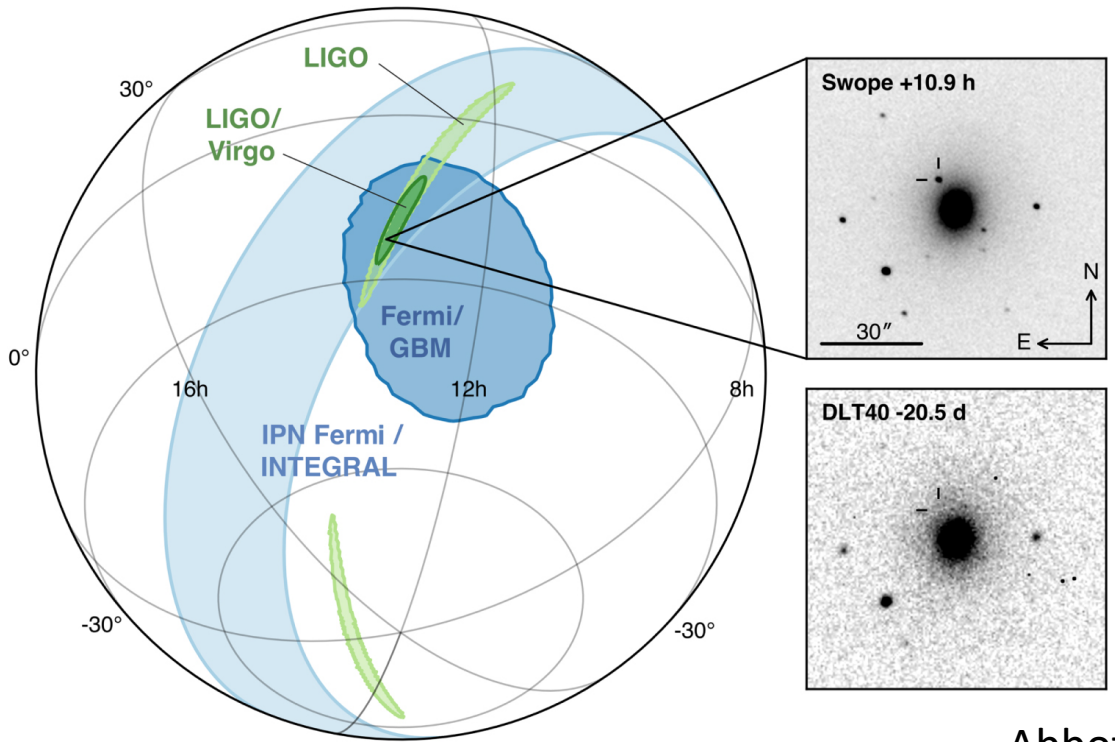 LIGO
30°
LIGO/
Virgo
Fermi/
GBM
0°
16h
12h
8h
IPN Fermi /
INTEGRAL
-30°
-30°
Swope +10.9 h
N
30"
E
DLT40 -20.5 d